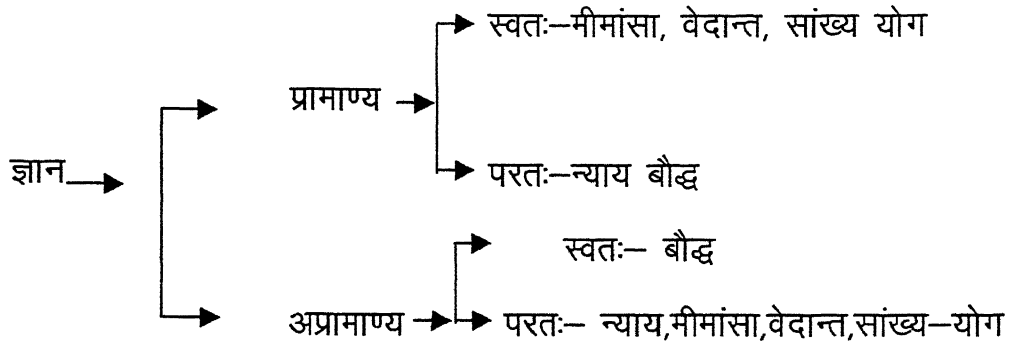 स्वतः–मीमांसा, वेदान्त, सांख्य योग
प्रामाण्य
ज्ञान
परतः–न्याय बौद्ध
स्वतः– बौद्ध
अप्रामाण्य
परतः– न्याय,मीमांसा,वेदान्त,सांख्य–योग